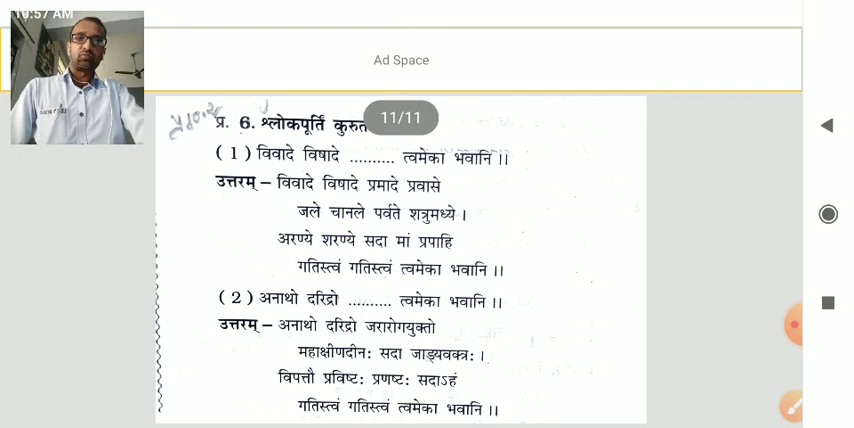 10:57 AM
Ad Space
11/11
प्र. 6. श्लोकपूर्तिं कुरुत
( 1 ) विवादे विषादे .......... त्वमेका भवानि ।।
उत्तरम् – विवादे विषादे प्रमादे प्रवासे
जले चानले पर्वते शत्रुमध्ये ।
अरण्ये शरण्ये सदा मां प्रपाहि
गतिस्त्वं गतिस्त्वं त्वमेका भवानि ।।
( 2 ) अनाथो दरिद्रो .......... त्वमेका भवानि ।।
उत्तरम् – अनाथो दरिद्रो जरारोगयुक्तो
महाक्षीणदीनः सदा जाड्यवक्त्रः ।
विपत्तौ प्रविष्टः प्रणष्टः सदाऽहं
गतिस्त्वं गतिस्त्वं त्वमेका भवानि ।।